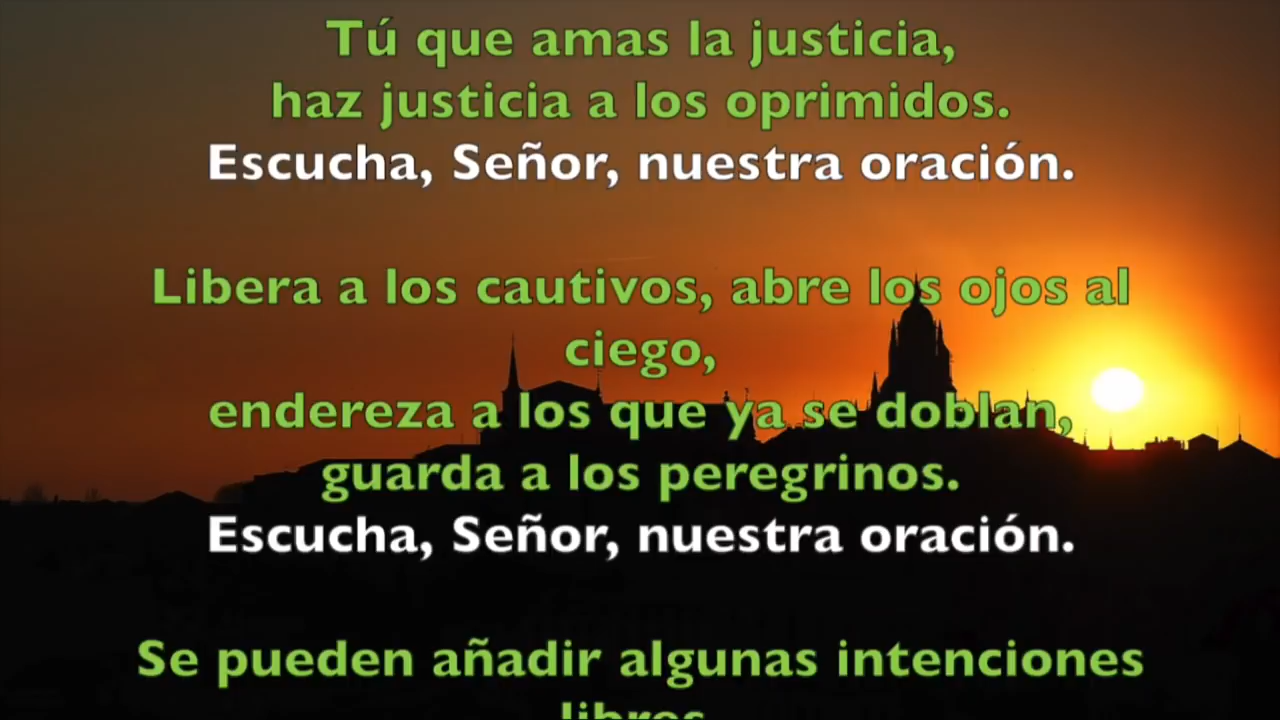 Tú que amas la justicia,
haz justicia a los oprimidos.
Escucha, Señor, nuestra oración.
Libera a los cautivos, abre los ojos al
ciego,
endereza a los que ya se doblan,
guarda a los peregrinos.
Escucha, Señor, nuestra oración.
Se pueden añadir algunas intenciones
libres